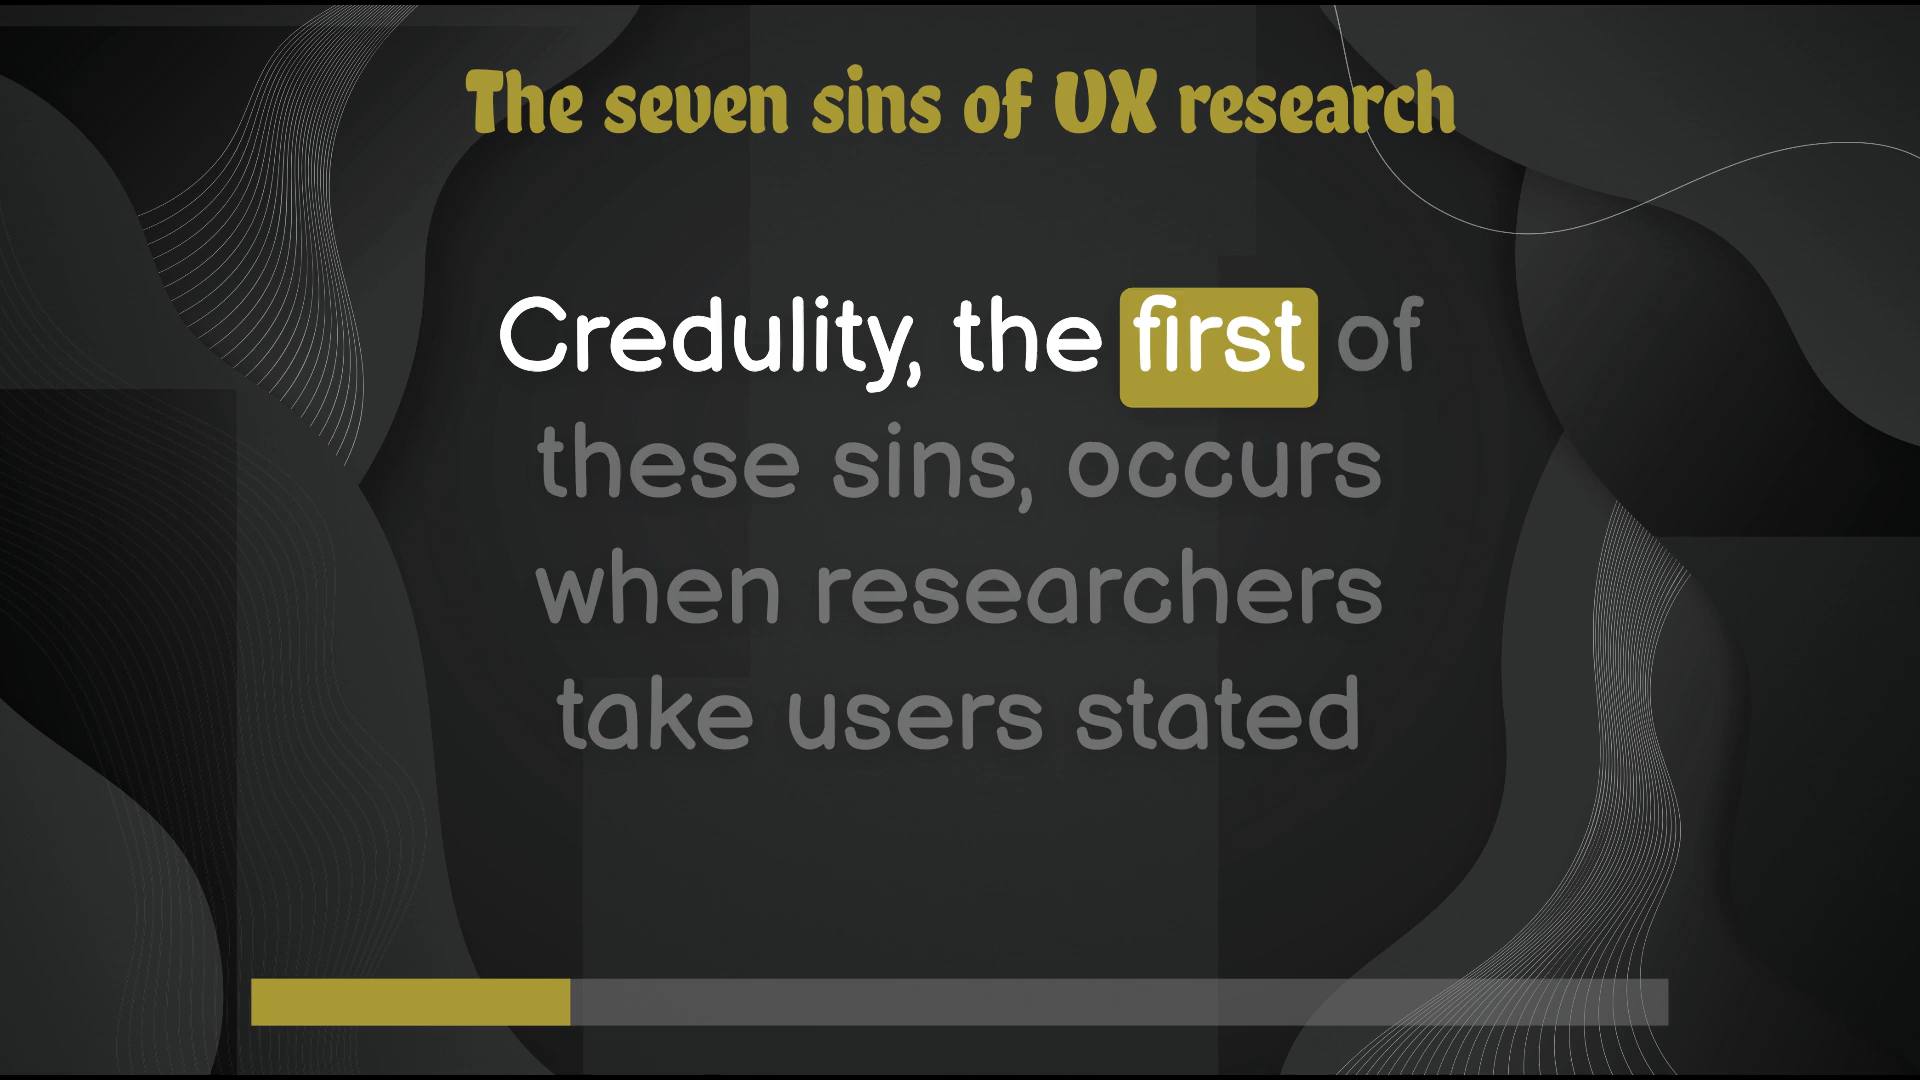 The seven sins of UX research
Credulity, the first of
these sins, occurs
when researchers
take users stated